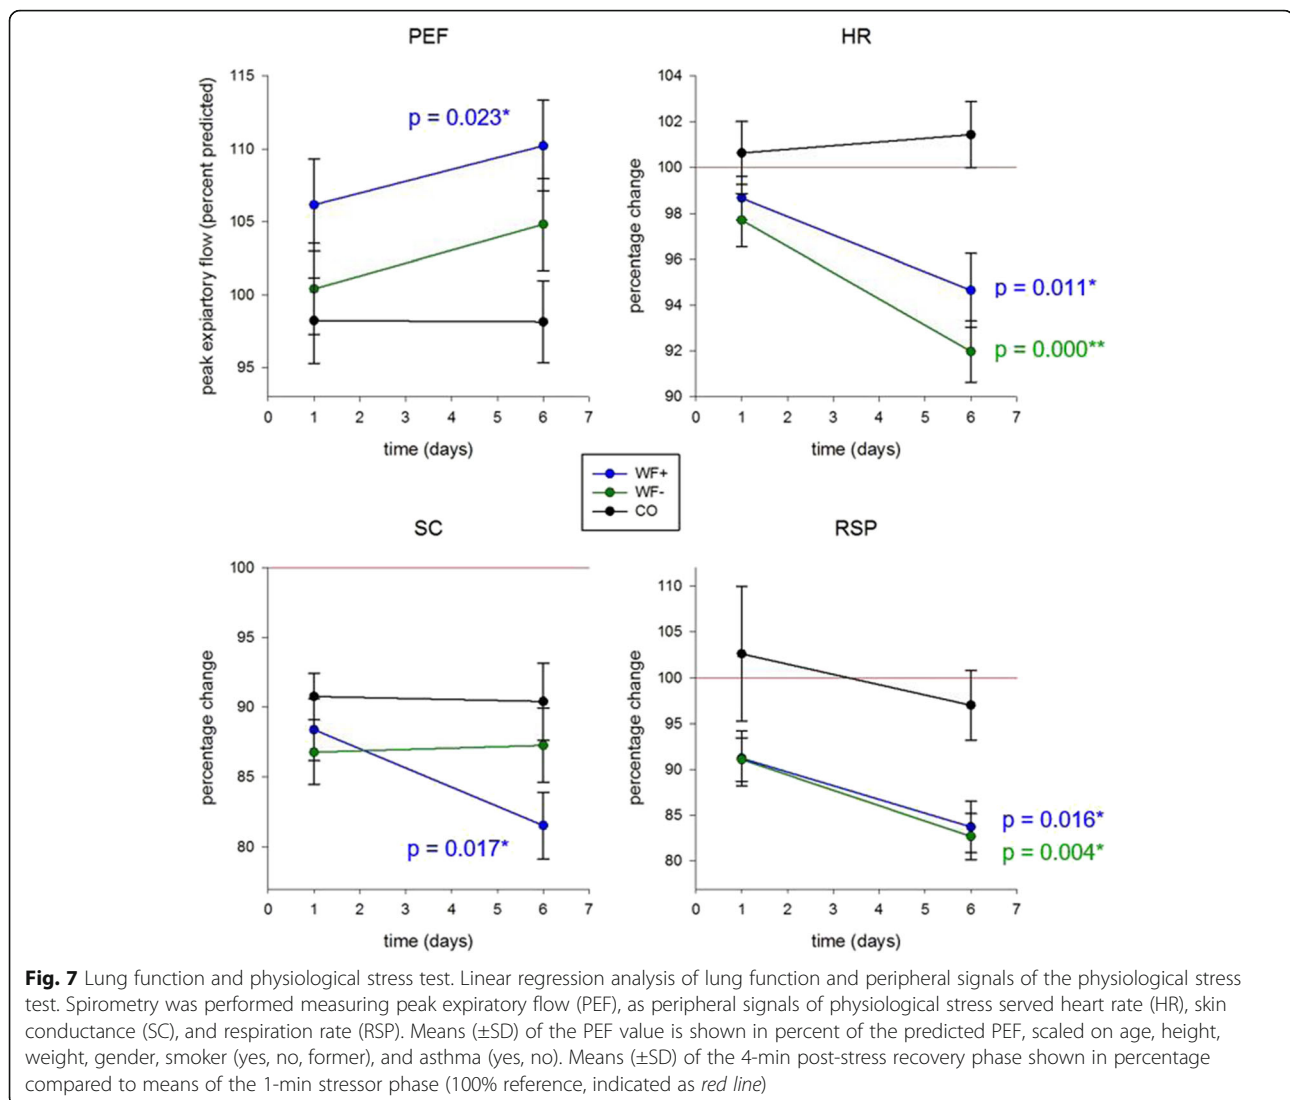 PEF
peak expiartory flow (percent predicted)
115
110
105
100
95
p = 0.023*
0 1 2 3 4 5 6 7
time (days)
HR
percentage change
104
102
100
98
96
94
92
90
p = 0.011*
p = 0.000**
0 1 2 3 4 5 6 7
time (days)
WF+
WF-
CO
SC
percentage change
100
95
90
85
80
p = 0.017*
0 1 2 3 4 5 6 7
time (days)
RSP
percentage change
110
105
100
95
90
85
80
p = 0.016*
p = 0.004*
0 1 2 3 4 5 6 7
time (days)
Fig. 7 Lung function and physiological stress test. Linear regression analysis of lung function and peripheral signals of the physiological stress
test. Spirometry was performed measuring peak expiratory flow (PEF), as peripheral signals of physiological stress served heart rate (HR), skin
conductance (SC), and respiration rate (RSP). Means (±SD) of the PEF value is shown in percent of the predicted PEF, scaled on age, height,
weight, gender, smoker (yes, no, former), and asthma (yes, no). Means (±SD) of the 4-min post-stress recovery phase shown in percentage
compared to means of the 1-min stressor phase (100% reference, indicated as red line)